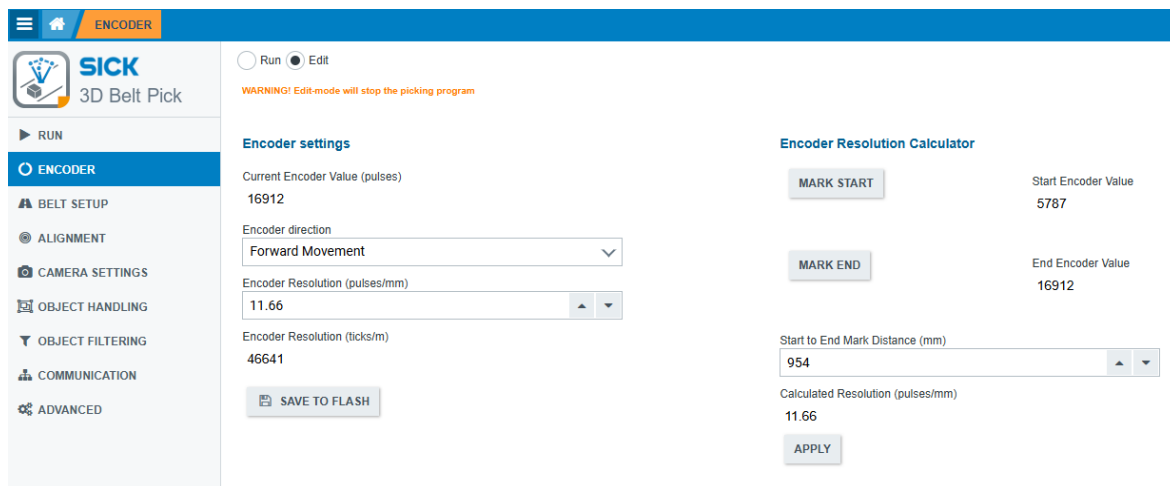 ENCODER
SICK
3D Belt Pick
RUN
ENCODER
BELT SETUP
ALIGNMENT
CAMERA SETTINGS
OBJECT HANDLING
OBJECT FILTERING
COMMUNICATION
ADVANCED
Run Edit
WARNING! Edit-mode will stop the picking program
Encoder settings
Current Encoder Value (pulses)
16912
Encoder direction
Forward Movement
Encoder Resolution (pulses/mm)
11.66
Encoder Resolution (ticks/m)
46641
SAVE TO FLASH
Encoder Resolution Calculator
MARK START
Start Encoder Value
5787
MARK END
End Encoder Value
16912
Start to End Mark Distance (mm)
954
Calculated Resolution (pulses/mm)
11.66
APPLY